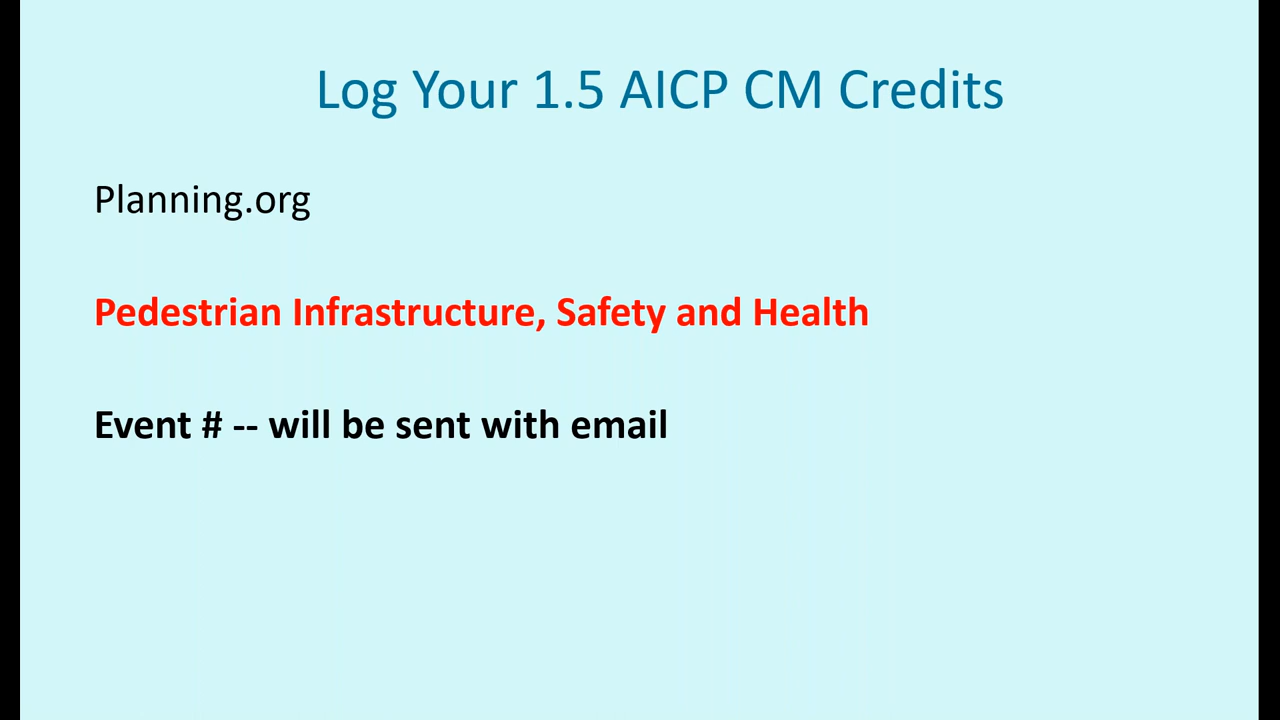 Log Your 1.5 AICP CM Credits
Planning.org
Pedestrian Infrastructure, Safety and Health
Event # -- will be sent with email